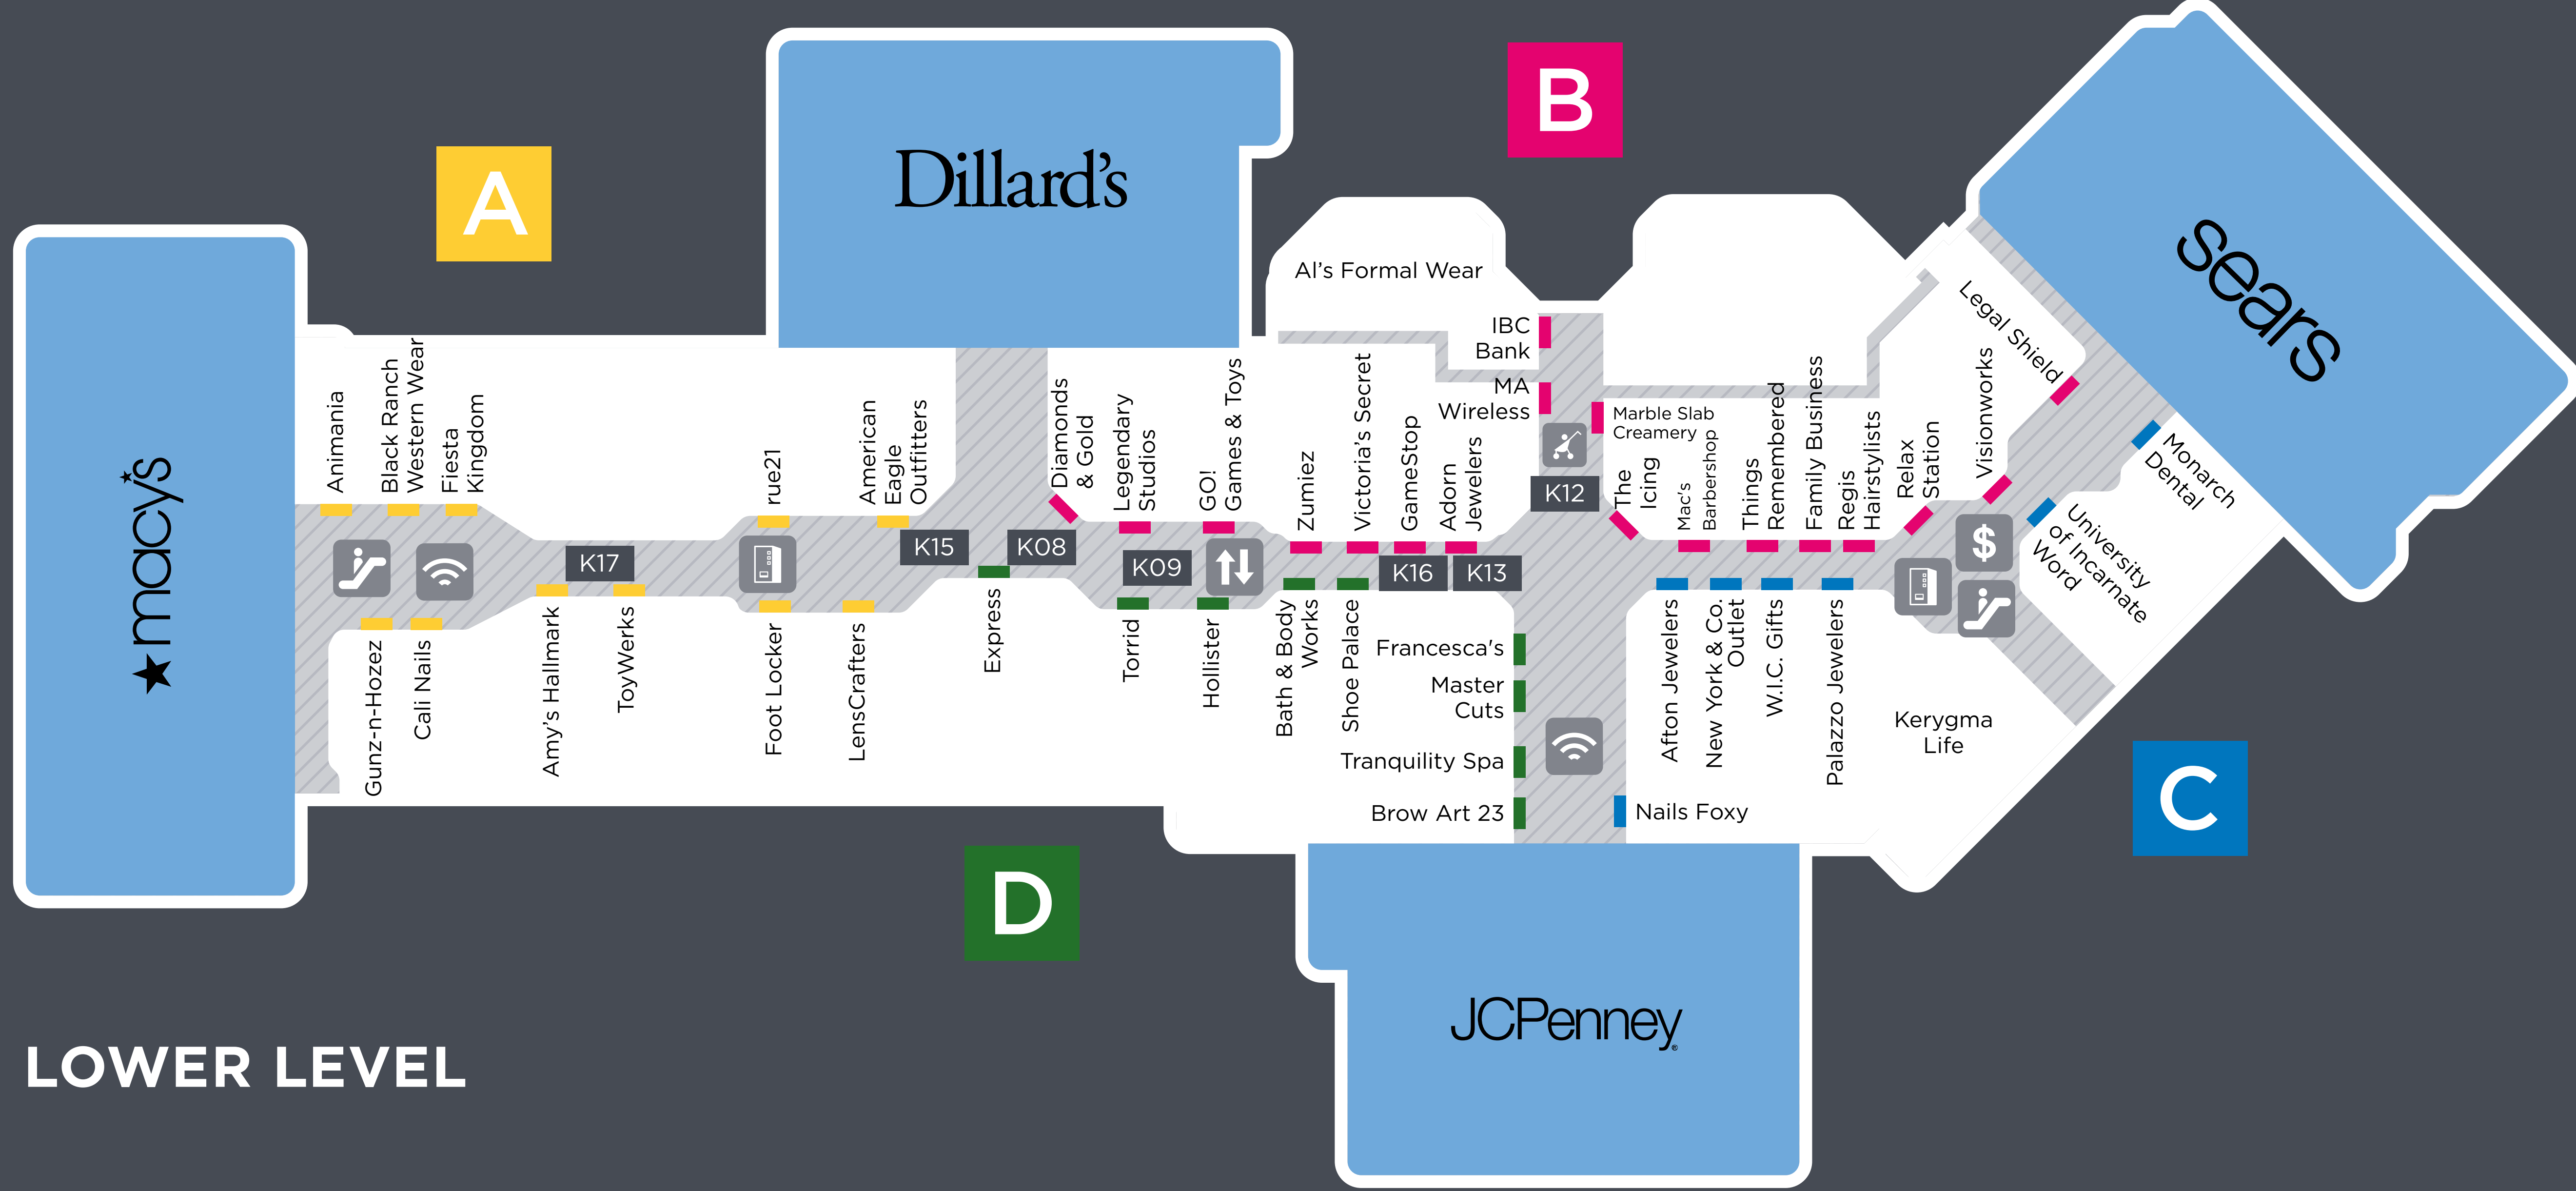 A
B
Dillard's
sears
macy's
Al's Formal Wear
IBC
Bank
MA
Wireless
Marble Slab
Creamery
Legal Shield
Animania
Black Ranch
Western Wear
Fiesta
Kingdom
rue21
American
Eagle
Outfitters
Diamonds
& Gold
Legendary
Studios
GO!
Games & Toys
Zumiez
Victoria's Secret
GameStop
Adorn
Jewelers
The
Icing
Mac's
Barbershop
Things
Remembered
Family Business
Regis
Hairstylists
Relax
Station
Visionworks
Monarch
Dental
University
of Incarnate
Word
K17
K15
K08
K09
K16
K13
K12
$
Gunz-n-Hozez
Cali Nails
Amy's Hallmark
ToyWerks
Foot Locker
LensCrafters
Express
Torrid
Hollister
Bath & Body
Works
Shoe Palace
Francesca's
Master
Cuts
Tranquility Spa
Brow Art 23
Afton Jewelers
New York & Co.
Outlet
W.I.C. Gifts
Palazzo Jewelers
Nails Foxy
Kerygma
Life
C
D
JCPenney®
LOWER LEVEL